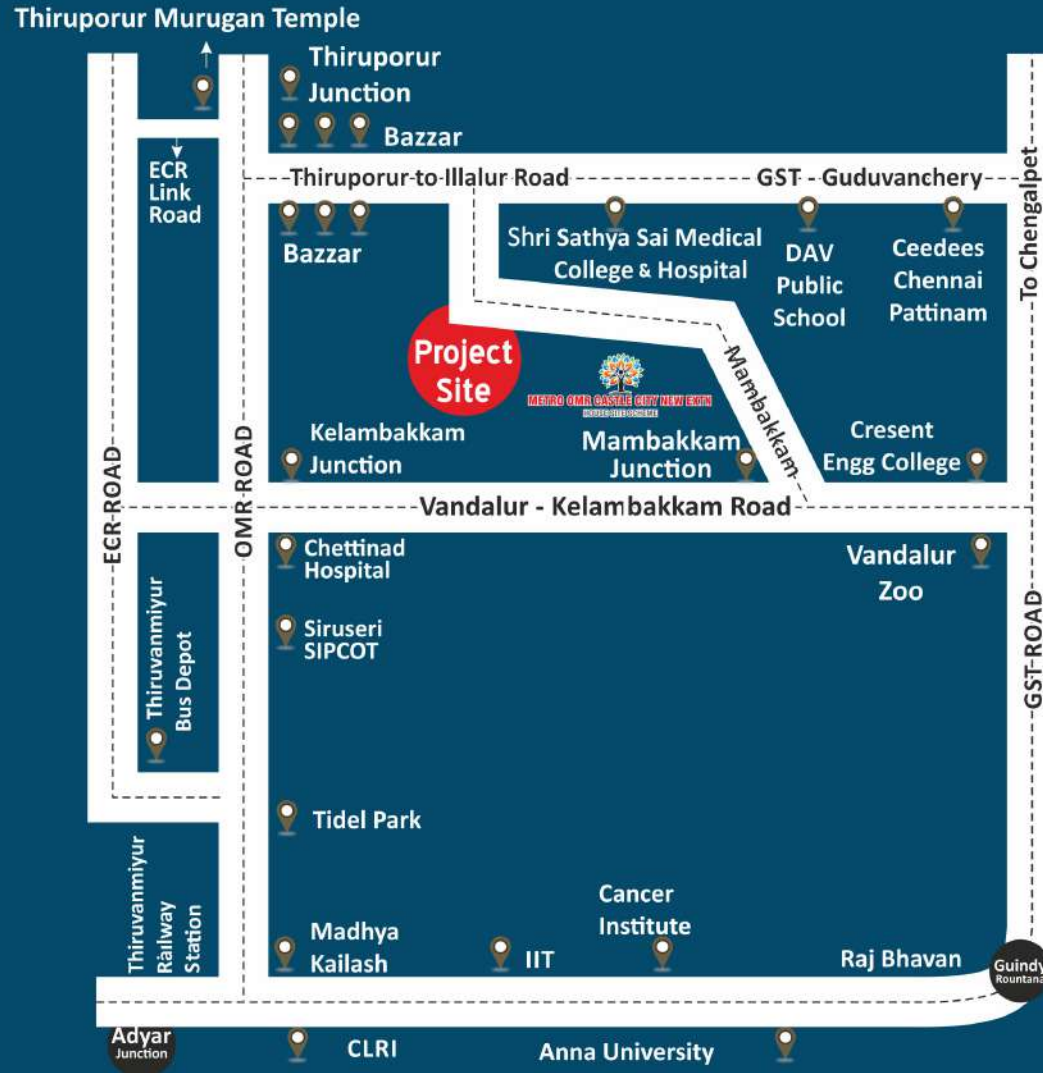 Thiruporur Murugan Temple
Thiruporur
Junction
Bazzar
ECR
Link
Road
Thiruporur to Illalur Road
GST - Guduvanchery
To Chengalpet
Bazzar
Shri Sathya Sai Medical
College & Hospital
DAV
Public
School
Ceedees
Chennai
Pattinam
Project
Site
METRO OMR CASTLE CITY NEW EXTN
HOUSE SITE SCHEME
Mambakkam
Kelambakkam
Junction
Mambakkam
Junction
Cresent
Engg College
ECR ROAD
OMR ROAD
Vandalur - Kelambakkam Road
Chettinad
Hospital
Vandalur
Zoo
Siruseri
SIPCOT
GST ROAD
Thiruvanmiyur
Bus Depot
Tidel Park
Thiruvanmiyur
Railway
Station
Madhya
Kailash
IIT
Cancer
Institute
Raj Bhavan
Guindy
Rountana
Adyar
Junction
CLRI
Anna University